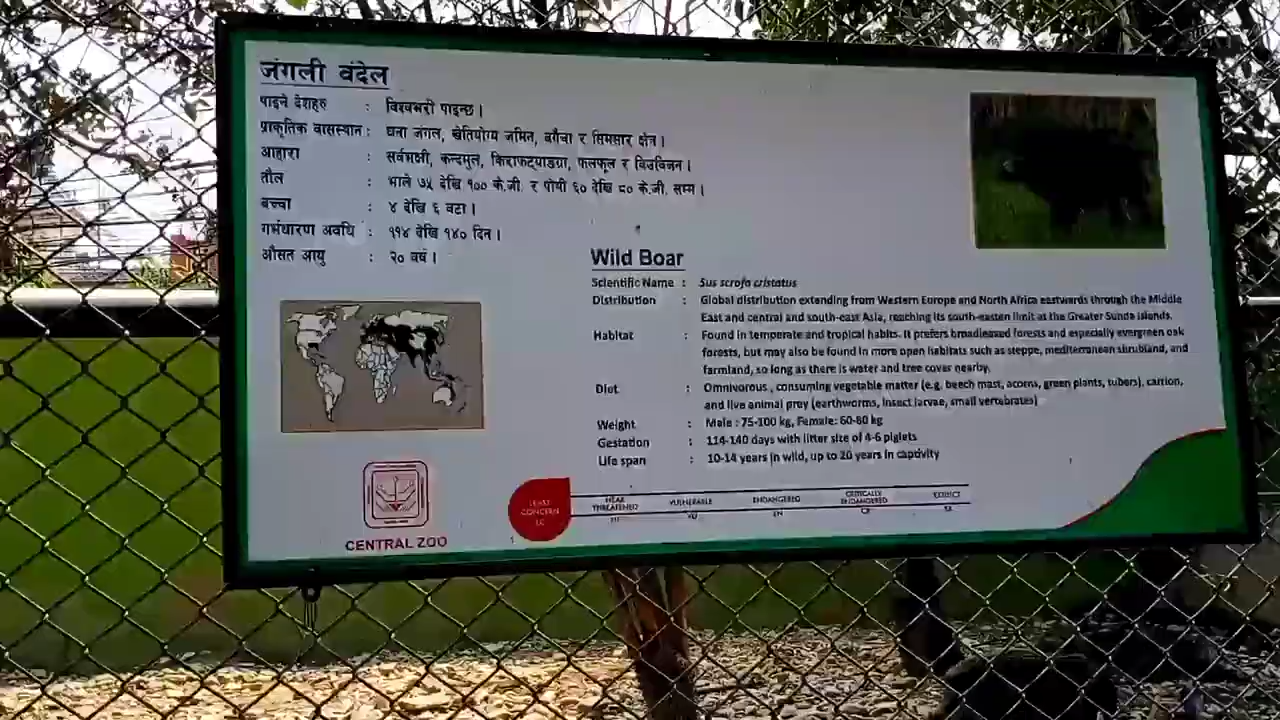 जंगली बंदेल
पाइने देशहरु : विश्वभरी पाइन्छ।
प्राकृतिक वासस्थान : घना जंगल, खेतियोग्य जमिन, बगैंचा र सिमसार क्षेत्र।
आहारा : सर्वभक्षी, कन्दमुल, किराफट्याङग्रा, फलफूल र विउविजन।
तौल : भाले ७५ देखि १०० के.जी. र पोथी ६० देखि ८० के.जी. सम्म।
बच्चा : ४ देखि ६ वटा।
गर्भधारण अवधि : ११४ देखि १४० दिन।
औसत आयु : २० वर्ष।
Wild Boar
Scientific Name : Sus scrofa cristatus
Distribution : Global distribution extending from Western Europe and North Africa eastwards through the Middle
East and central and south-east Asia, reaching its south-eastern limit at the Greater Sunda Islands.
Habitat : Found in temperate and tropical habits. It prefers broadleased forests and especially evergreen oak
forests, but may also be found in more open habitats such as steppe, mediterranean shrubland, and
farmland, so long as there is water and tree cover nearby.
Diet : Omnivorous , consuming vegetable matter (e.g. beech mast, acorns, green plants, tubers), carrion,
and live animal prey (earthworms, insect larvae, small vertebrates)
Weight : Male : 75-100 kg, Female: 60-80 kg
Gestation : 114-140 days with litter size of 4-6 piglets
Life span : 10-14 years in wild, up to 20 years in captivity
LEAST
CONCERN
LC
NEAR
THREATENED
NT
VULNERABLE
VU
ENDANGERED
EN
CRITICALLY
ENDANGERED
CR
EXTINCT
EX
CENTRAL ZOO